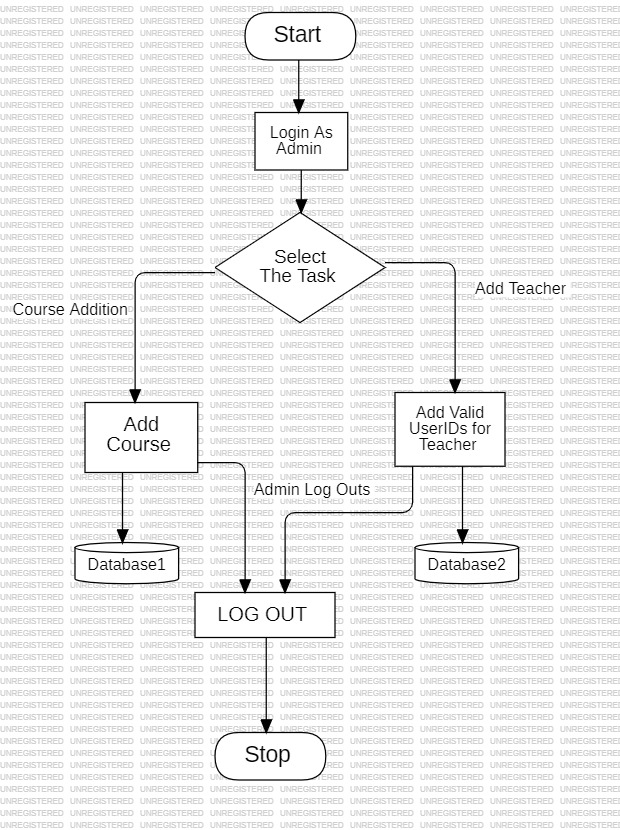 Start
Login As
Admin
Select
The Task
Course Addition
Add Teacher
Add
Course
Add Valid
UserIDs for
Teacher
Admin Log Outs
Database1
Database2
LOG OUT
Stop
UNREGISTERED